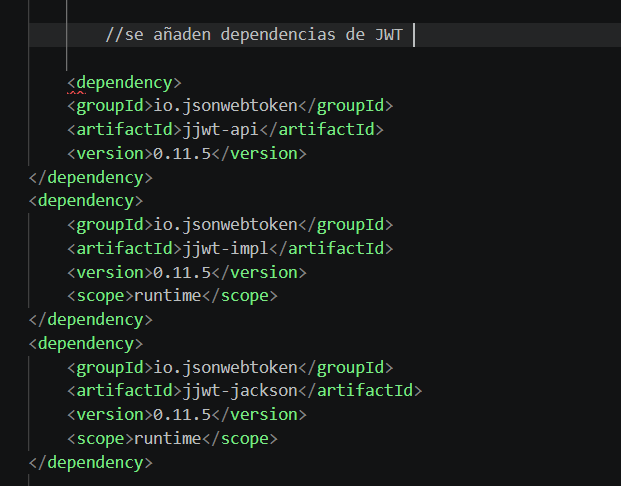 //se añaden dependencias de JWT
<dependency>
<groupId>io.jsonwebtoken</groupId>
<artifactId>jjwt-api</artifactId>
<version>0.11.5</version>
</dependency>
<dependency>
<groupId>io.jsonwebtoken</groupId>
<artifactId>jjwt-impl</artifactId>
<version>0.11.5</version>
<scope>runtime</scope>
</dependency>
<dependency>
<groupId>io.jsonwebtoken</groupId>
<artifactId>jjwt-jackson</artifactId>
<version>0.11.5</version>
<scope>runtime</scope>
</dependency>